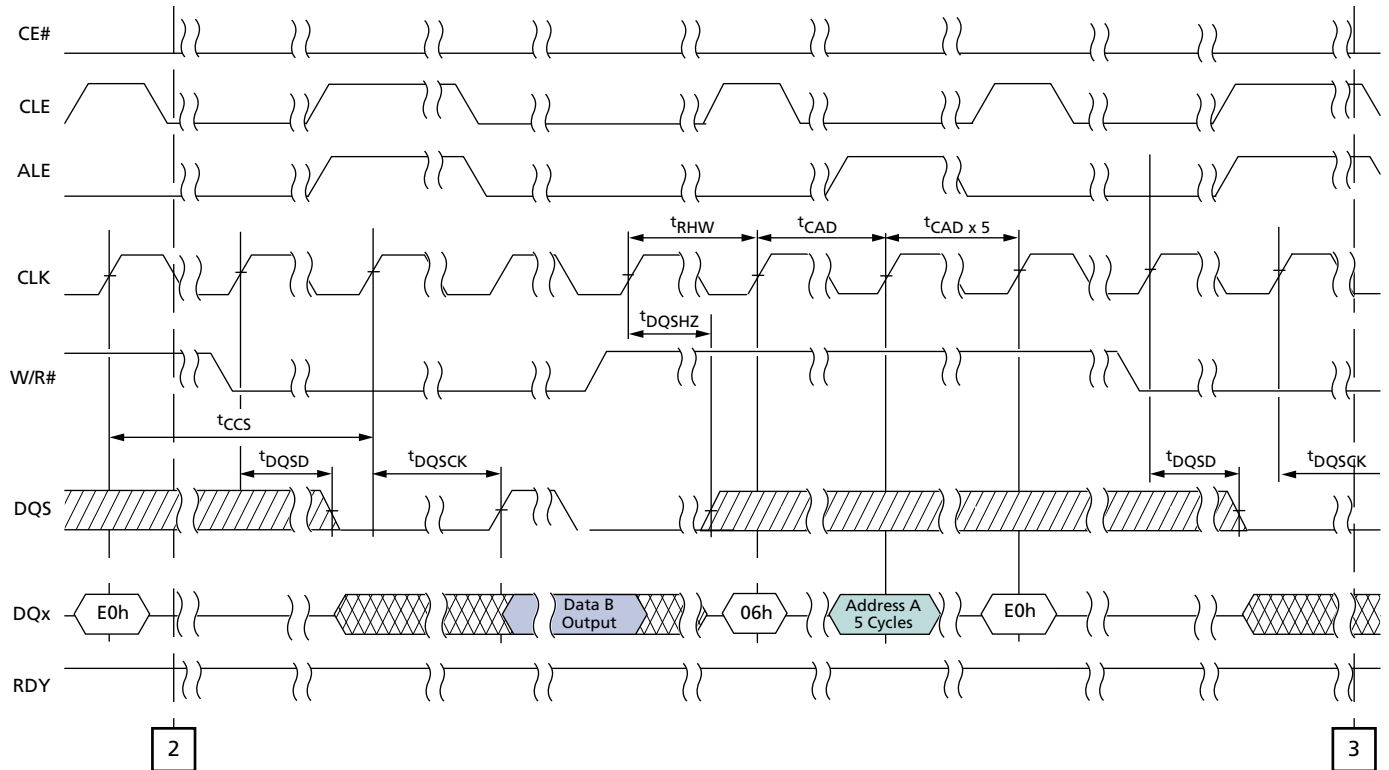 CE#
CLE
ALE
tRHW
tCAD
tCAD x 5
CLK
tDQSHZ
W/R#
tCCS
tDQSD
tDQSCK
tDQSD
tDQSCK
DQS
DQx
E0h
Data B
Output
06h
Address A
5 Cycles
E0h
RDY
2
3